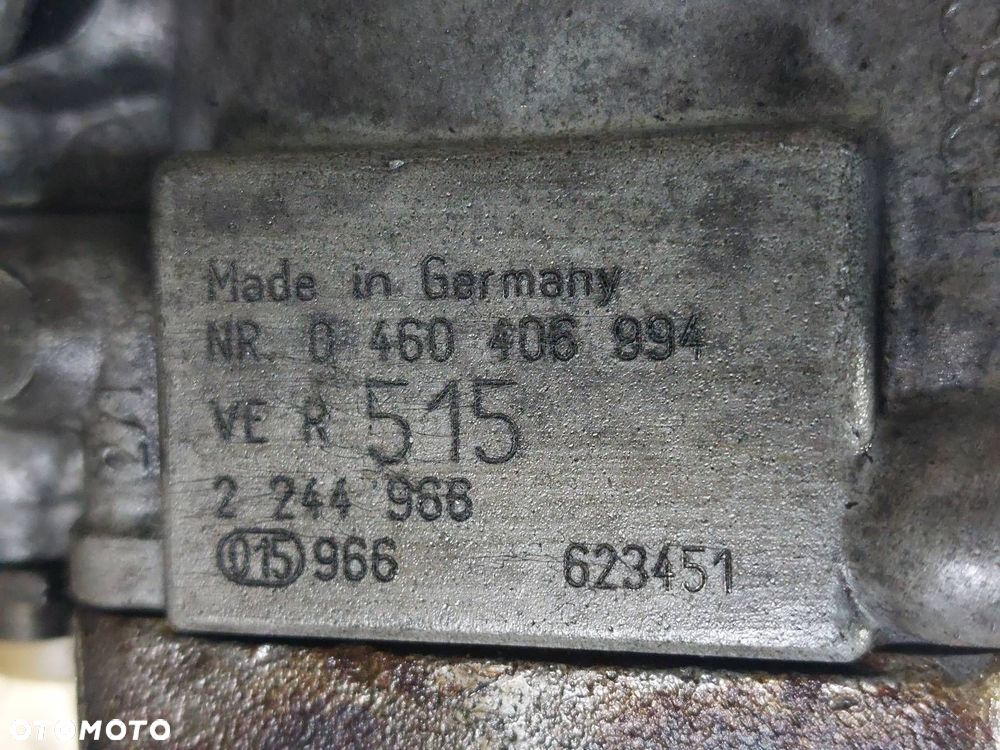 Made in Germany
NR. 0 460 406 994
VE R 515
2 244 966
015 966 623451
OTOMOTO